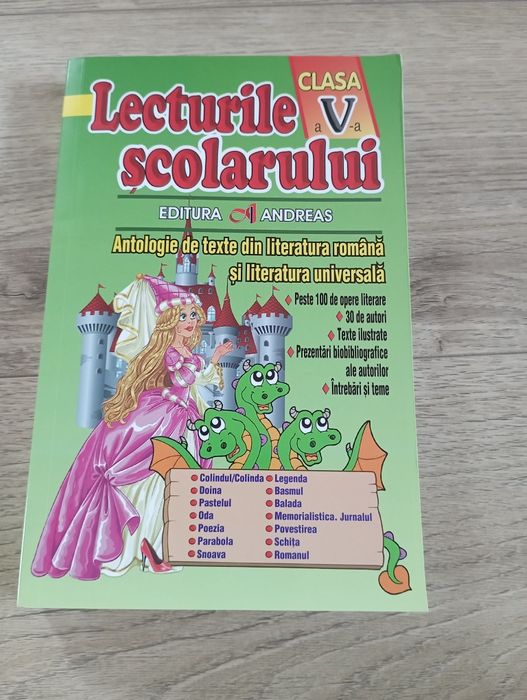 CLASA
a V-a
Lecturile
școlarului
EDITURA A ANDREAS
Antologie de texte din literatura română
și literatura universală
• Peste 100 de opere literare
• 30 de autori
• Texte ilustrate
• Prezentări biobibliografice
ale autorilor
• Întrebări și teme
• Colindul/Colinda
• Doina
• Pastelul
• Oda
• Poezia
• Parabola
• Snoava
• Legenda
• Basmul
• Balada
• Memorialistica. Jurnalul
• Povestirea
• Schița
• Romanul